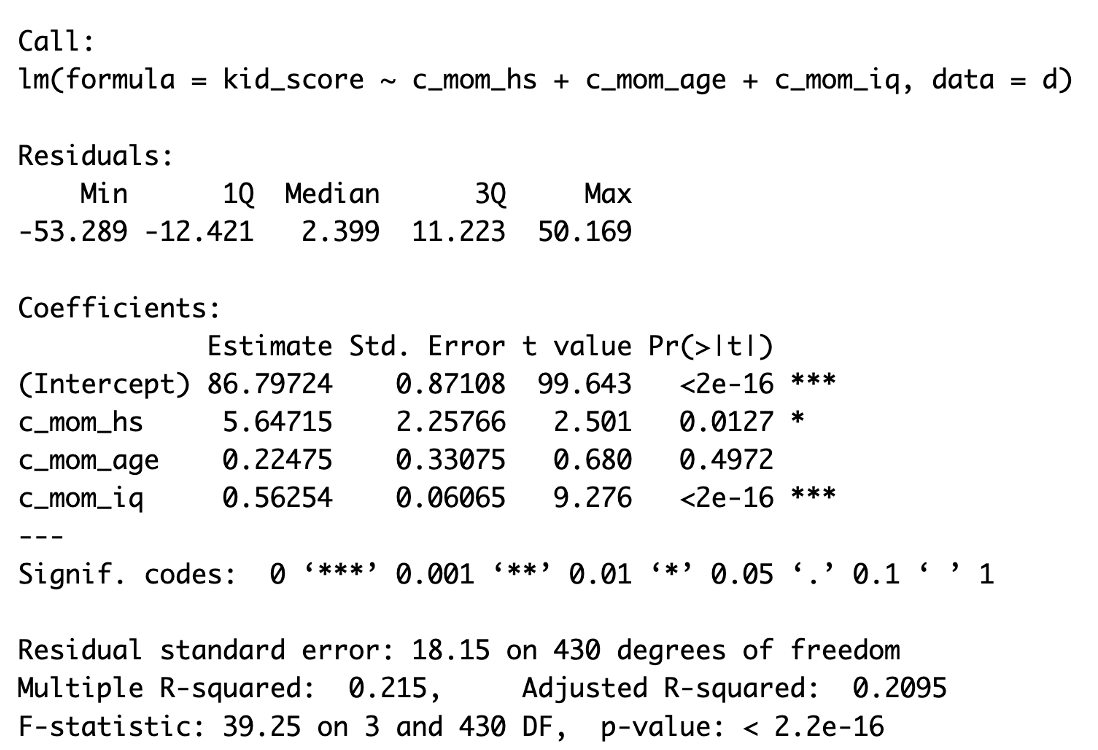 Call:
lm(formula = kid_score ~ c_mom_hs + c_mom_age + c_mom_iq, data = d)
Residuals:
    Min      1Q  Median      3Q     Max
-53.289 -12.421   2.399  11.223  50.169
Coefficients:
            Estimate Std. Error t value Pr(>|t|)
(Intercept) 86.79724    0.87108  99.643   <2e-16 ***
c_mom_hs     5.64715    2.25766   2.501   0.0127 *
c_mom_age    0.22475    0.33075   0.680   0.4972
c_mom_iq     0.56254    0.06065   9.276   <2e-16 ***
---
Signif. codes:  0 ‘***’ 0.001 ‘**’ 0.01 ‘*’ 0.05 ‘.’ 0.1 ‘ ’ 1
Residual standard error: 18.15 on 430 degrees of freedom
Multiple R-squared:  0.215,     Adjusted R-squared:  0.2095
F-statistic: 39.25 on 3 and 430 DF,  p-value: < 2.2e-16